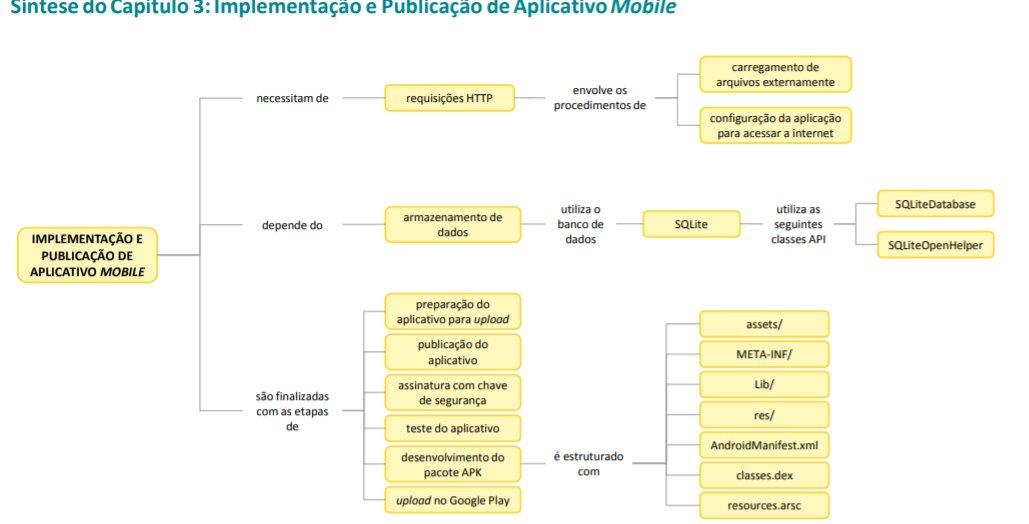 Síntese do Capítulo 3: Implementação e Publicação de Aplicativo Mobile
IMPLEMENTAÇÃO E
PUBLICAÇÃO DE
APLICATIVO MOBILE
necessitam de
requisições HTTP
envolve os
procedimentos de
carregamento de
arquivos externamente
configuração da aplicação
para acessar a internet
depende do
armazenamento de
dados
utiliza o
banco de
dados
SQLite
utiliza as
seguintes
classes API
SQLiteDatabase
SQLiteOpenHelper
são finalizadas
com as etapas
de
preparação do
aplicativo para upload
publicação do
aplicativo
assinatura com chave
de segurança
teste do aplicativo
desenvolvimento do
pacote APK
upload no Google Play
é estruturado
com
assets/
META-INF/
Lib/
res/
AndroidManifest.xml
classes.dex
resources.arsc